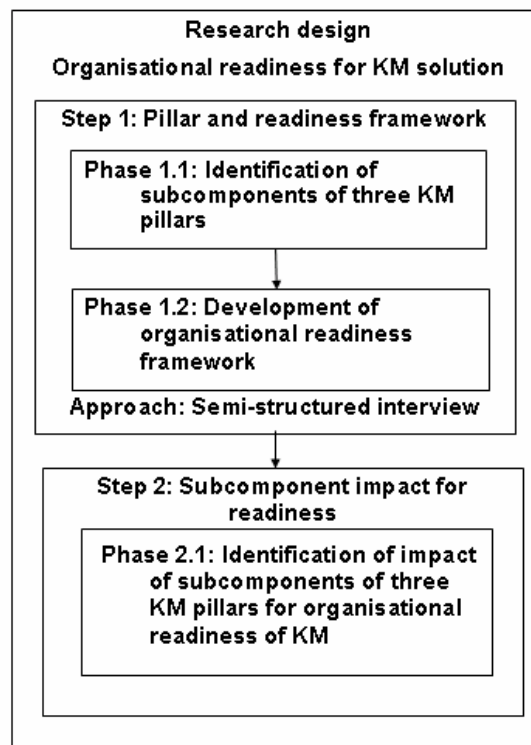 Research design
Organisational readiness for KM solution
Step 1: Pillar and readiness framework
Phase 1.1: Identification of
subcomponents of three KM
pillars
Phase 1.2: Development of
organisational readiness
framework
Approach: Semi-structured interview
Step 2: Subcomponent impact for
readiness
Phase 2.1: Identification of impact
of subcomponents of three
KM pillars for organisational
readiness of KM